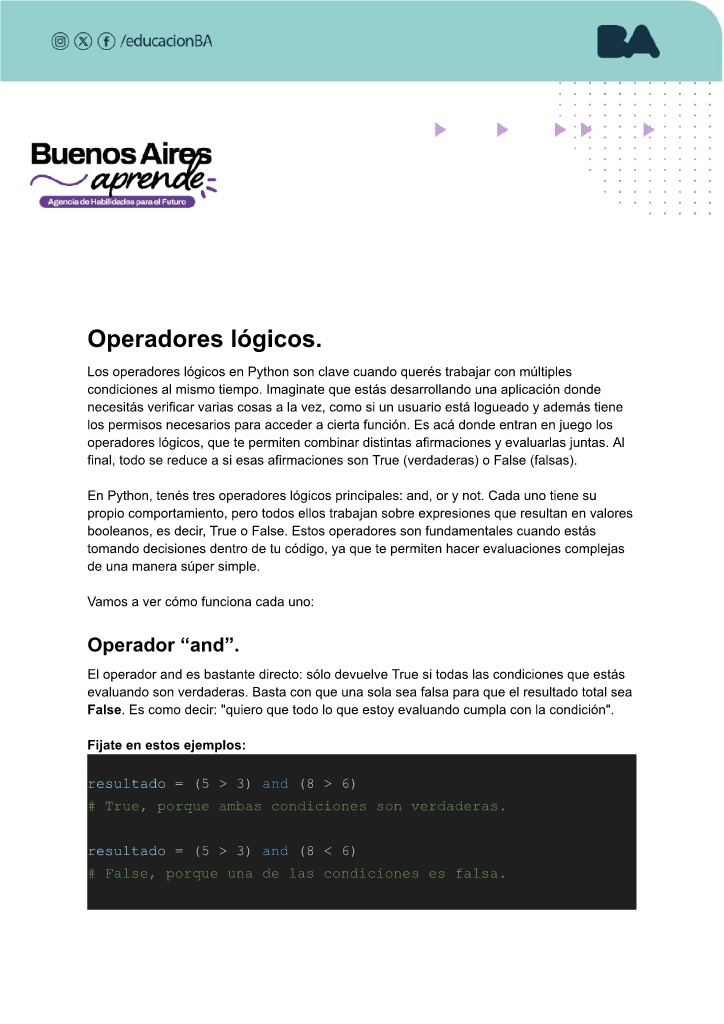 /educacionBA
BA
Buenos Aires
aprende
Agencia de Habilidades para el Futuro
Operadores lógicos.
Los operadores lógicos en Python son clave cuando querés trabajar con múltiples
condiciones al mismo tiempo. Imaginate que estás desarrollando una aplicación donde
necesitás verificar varias cosas a la vez, como si un usuario está logueado y además tiene
los permisos necesarios para acceder a cierta función. Es acá donde entran en juego los
operadores lógicos, que te permiten combinar distintas afirmaciones y evaluarlas juntas. Al
final, todo se reduce a si esas afirmaciones son True (verdaderas) o False (falsas).
En Python, tenés tres operadores lógicos principales: and, or y not. Cada uno tiene su
propio comportamiento, pero todos ellos trabajan sobre expresiones que resultan en valores
booleanos, es decir, True o False. Estos operadores son fundamentales cuando estás
tomando decisiones dentro de tu código, ya que te permiten hacer evaluaciones complejas
de una manera súper simple.
Vamos a ver cómo funciona cada uno:
Operador “and”.
El operador and es bastante directo: sólo devuelve True si todas las condiciones que estás
evaluando son verdaderas. Basta con que una sola sea falsa para que el resultado total sea
False. Es como decir: "quiero que todo lo que estoy evaluando cumpla con la condición".
Fijate en estos ejemplos:
resultado = (5 > 3) and (8 > 6)
# True, porque ambas condiciones son verdaderas.
resultado = (5 > 3) and (8 < 6)
# False, porque una de las condiciones es falsa.